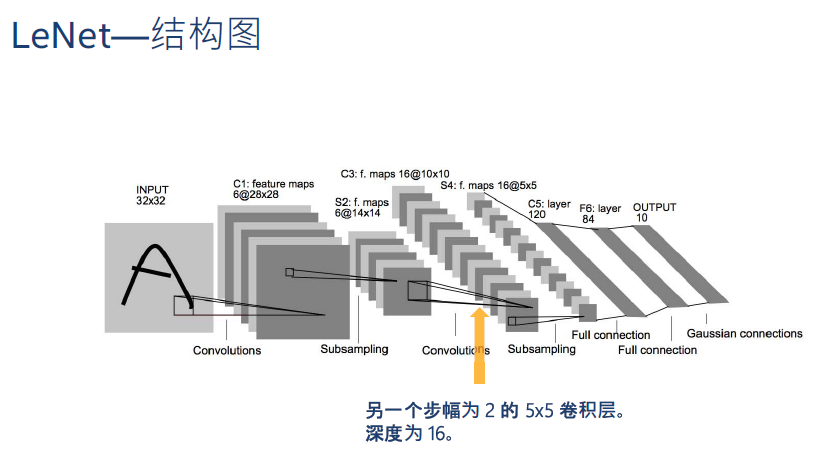 LeNet—结构图
INPUT
32x32
C1: feature maps
6@28x28
S2: f. maps
6@14x14
C3: f. maps 16@10x10
S4: f. maps 16@5x5
C5: layer
120
F6: layer
84
OUTPUT
10
Convolutions
Subsampling
Convolutions
Subsampling
Full connection
Full connection
Gaussian connections
另一个步幅为 2 的 5x5 卷积层。
深度为 16。